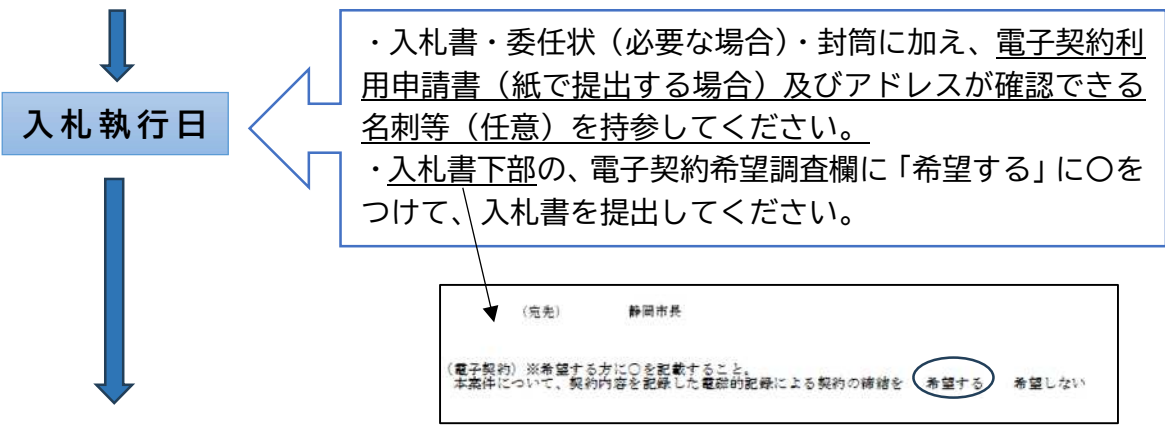 入札執行日
・入札書・委任状（必要な場合）・封筒に加え、電子契約利
用申請書（紙で提出する場合）及びアドレスが確認できる
名刺等（任意）を持参してください。
・入札書下部の、電子契約希望調査欄に「希望する」に〇を
つけて、入札書を提出してください。
（宛先）　静岡市長
（電子契約）※希望する方に〇を記載すること。
本案件について、契約内容を記録した電磁的記録による契約の締結を　希望する　希望しない